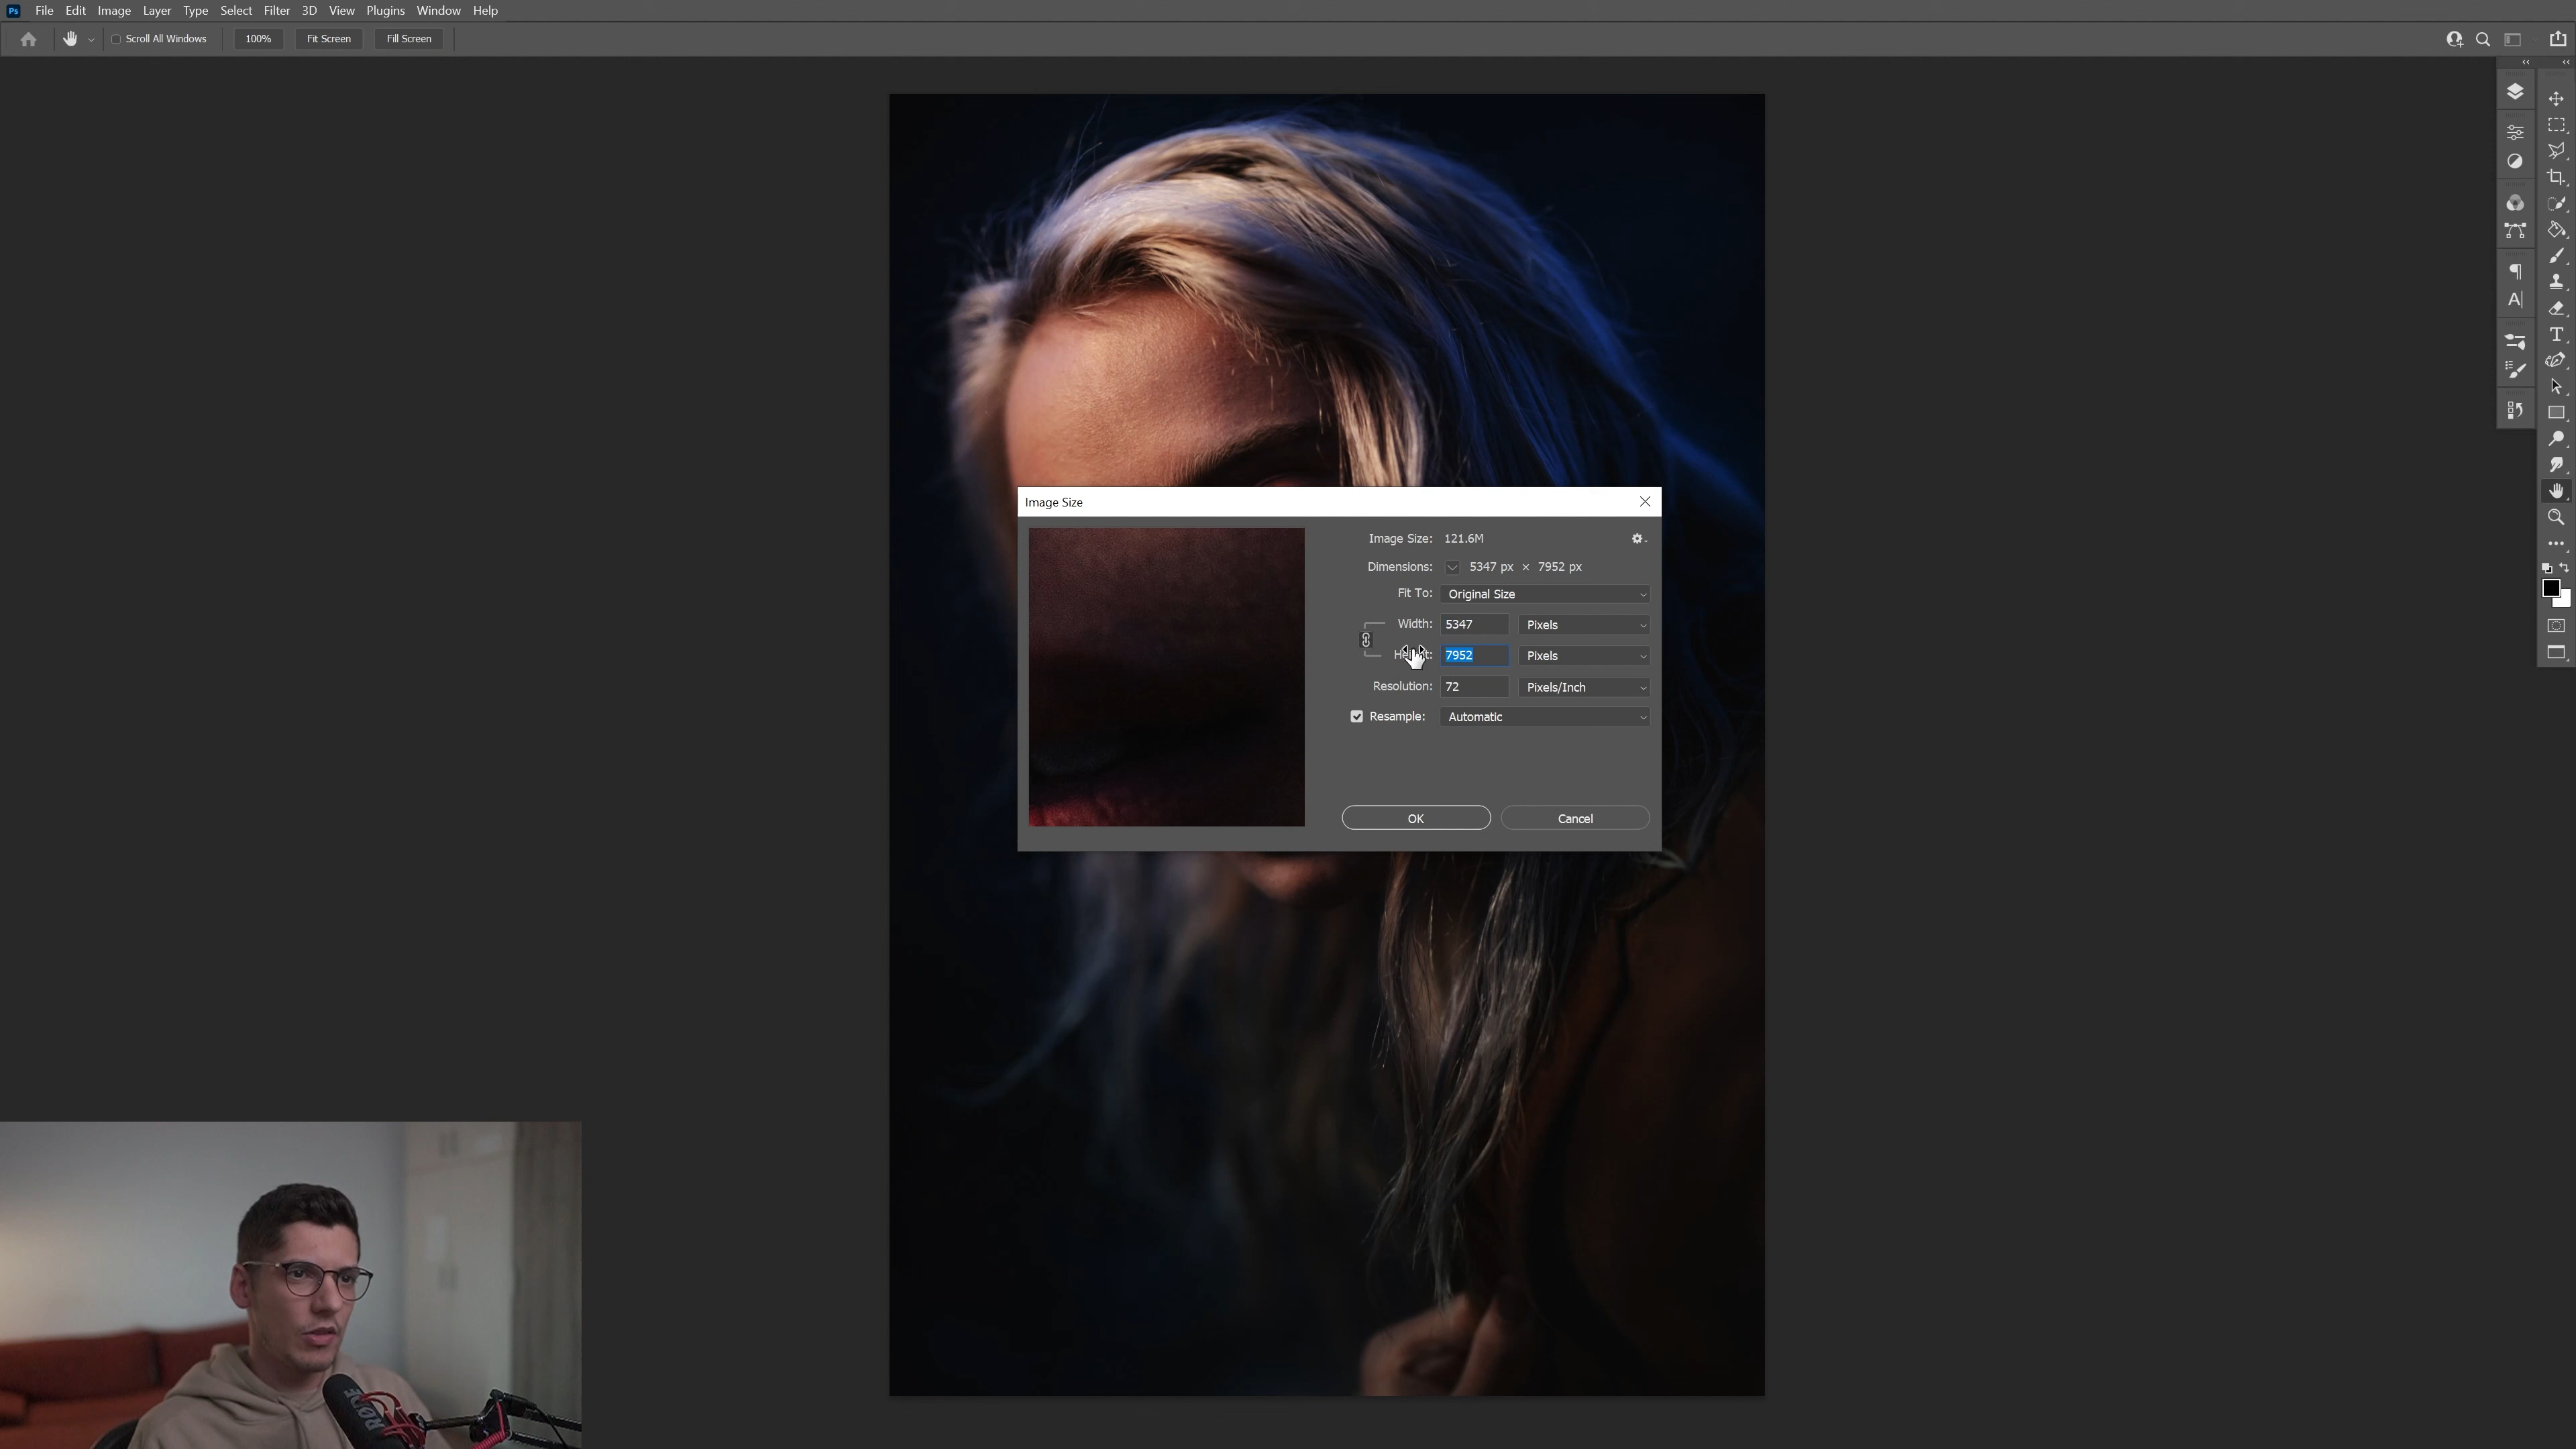 Ps File Edit Image Layer Type Select Filter 3D View Plugins Window Help
Scroll All Windows 100% Fit Screen Fill Screen
Image Size
Image Size: 121.6M
Dimensions: 5347 px × 7952 px
Fit To: Original Size
Width: 5347 Pixels
7952 Pixels
Resolution: 72 Pixels/Inch
Resample: Automatic
OK Cancel
RØDE